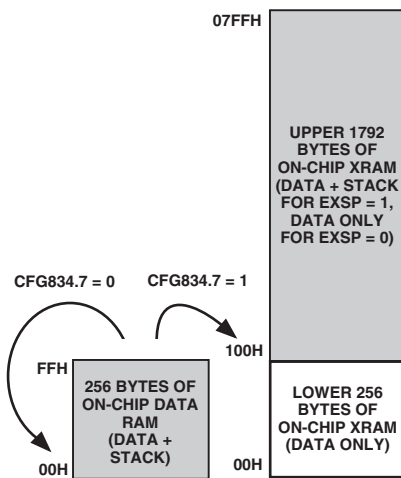 07FFH
UPPER 1792
BYTES OF
ON-CHIP XRAM
(DATA + STACK
FOR EXSP = 1,
DATA ONLY
FOR EXSP = 0)
CFG834.7 = 0
CFG834.7 = 1
100H
FFH
256 BYTES OF
ON-CHIP DATA
RAM
(DATA +
STACK)
00H
LOWER 256
BYTES OF
ON-CHIP XRAM
(DATA ONLY)
00H